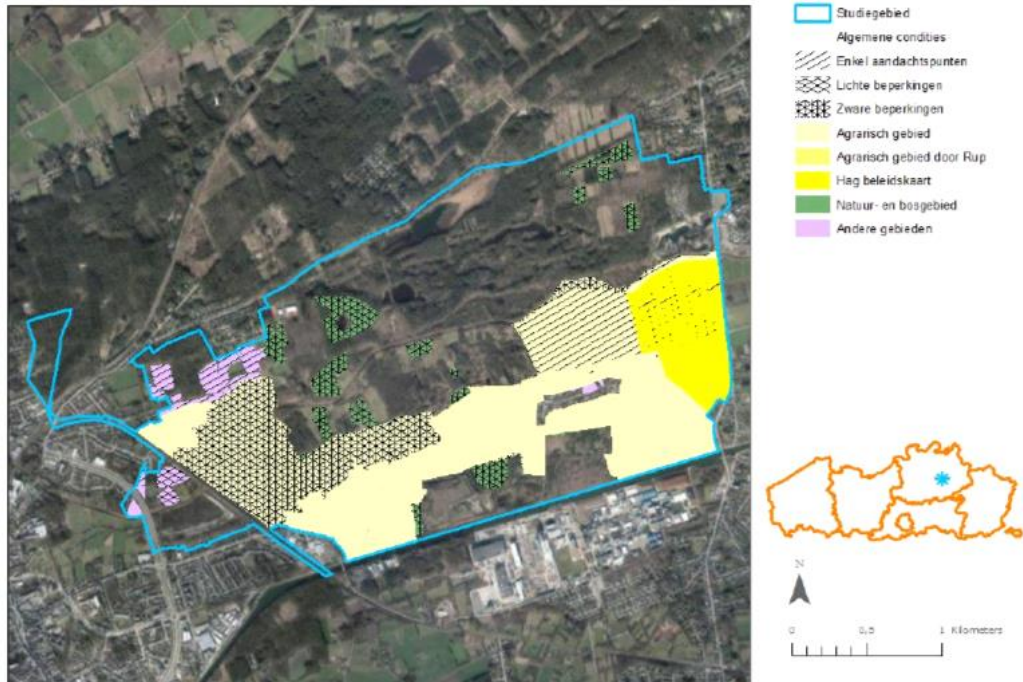 Studiegebied
Algemene condities
Enkel aandachtspunten
Lichte beperkingen
Zware beperkingen
Agrarisch gebied
Agrarisch gebied door Rup
Hag beleidskaart
Natuur- en bosgebied
Andere gebieden
N
0 0,5 1 Kilometers